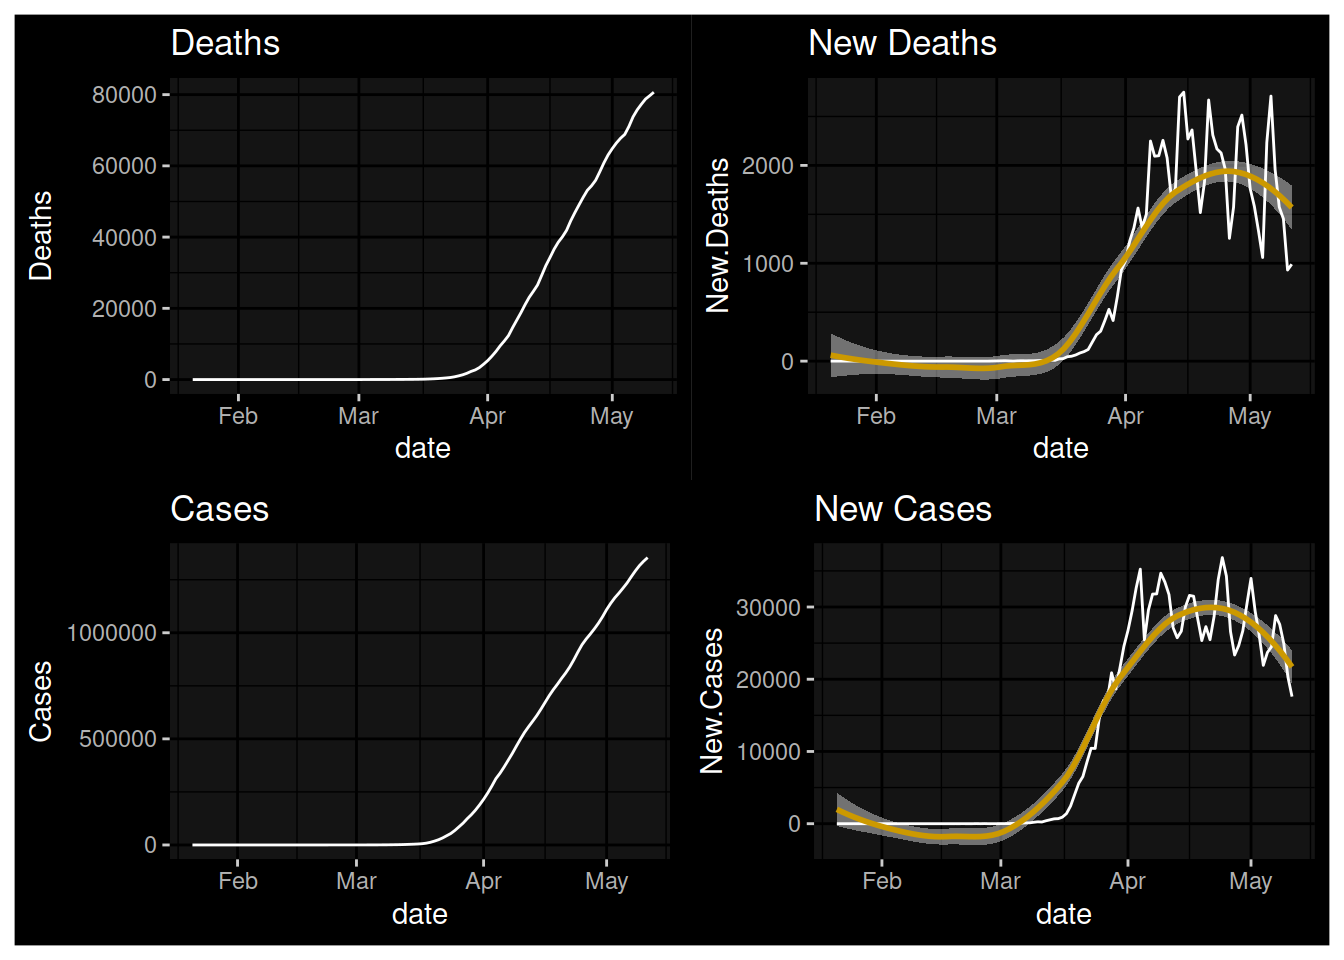 Deaths
Deaths
80000
60000
40000
20000
0
Feb Mar Apr May
date
New Deaths
New.Deaths
2000
1000
0
Feb Mar Apr May
date
Cases
Cases
1000000
500000
0
Feb Mar Apr May
date
New Cases
New.Cases
30000
20000
10000
0
Feb Mar Apr May
date